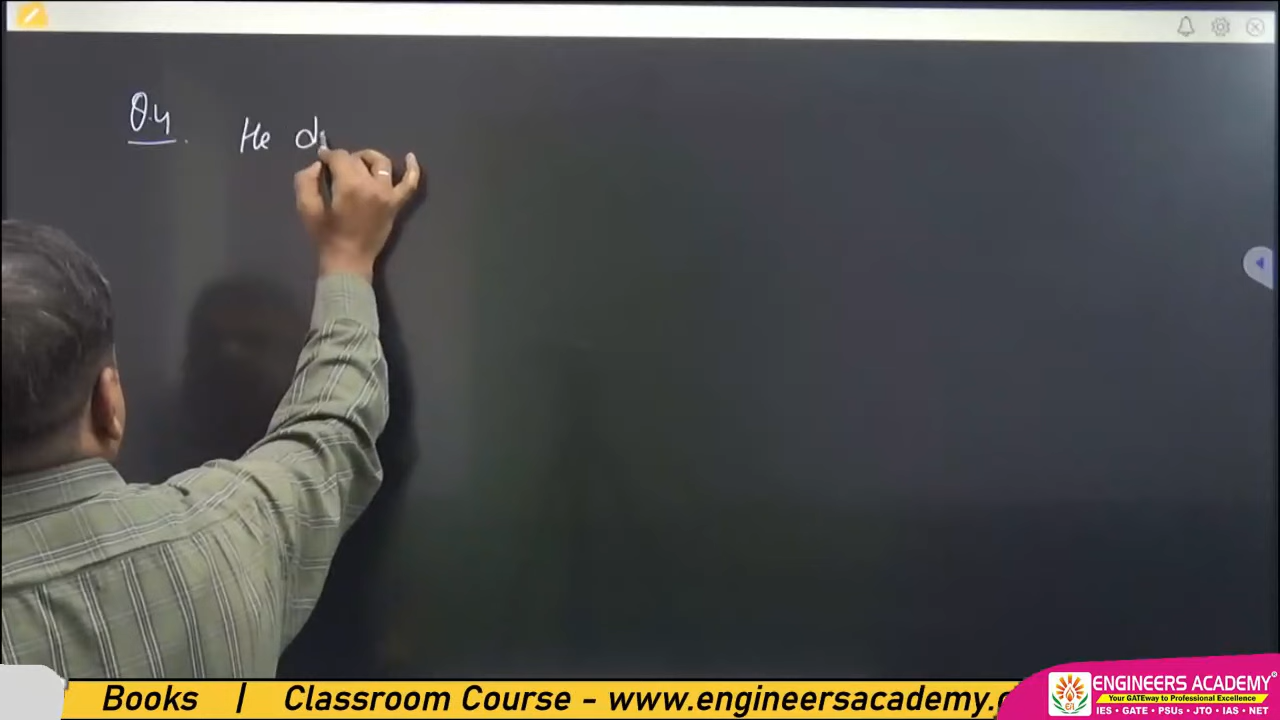 Q.4. He d
Books | Classroom Course - www.engineersacademy.
ENGINEERS ACADEMY
Your GATEway to Professional Excellence
IES • GATE • PSUs • JTO • IAS • NET